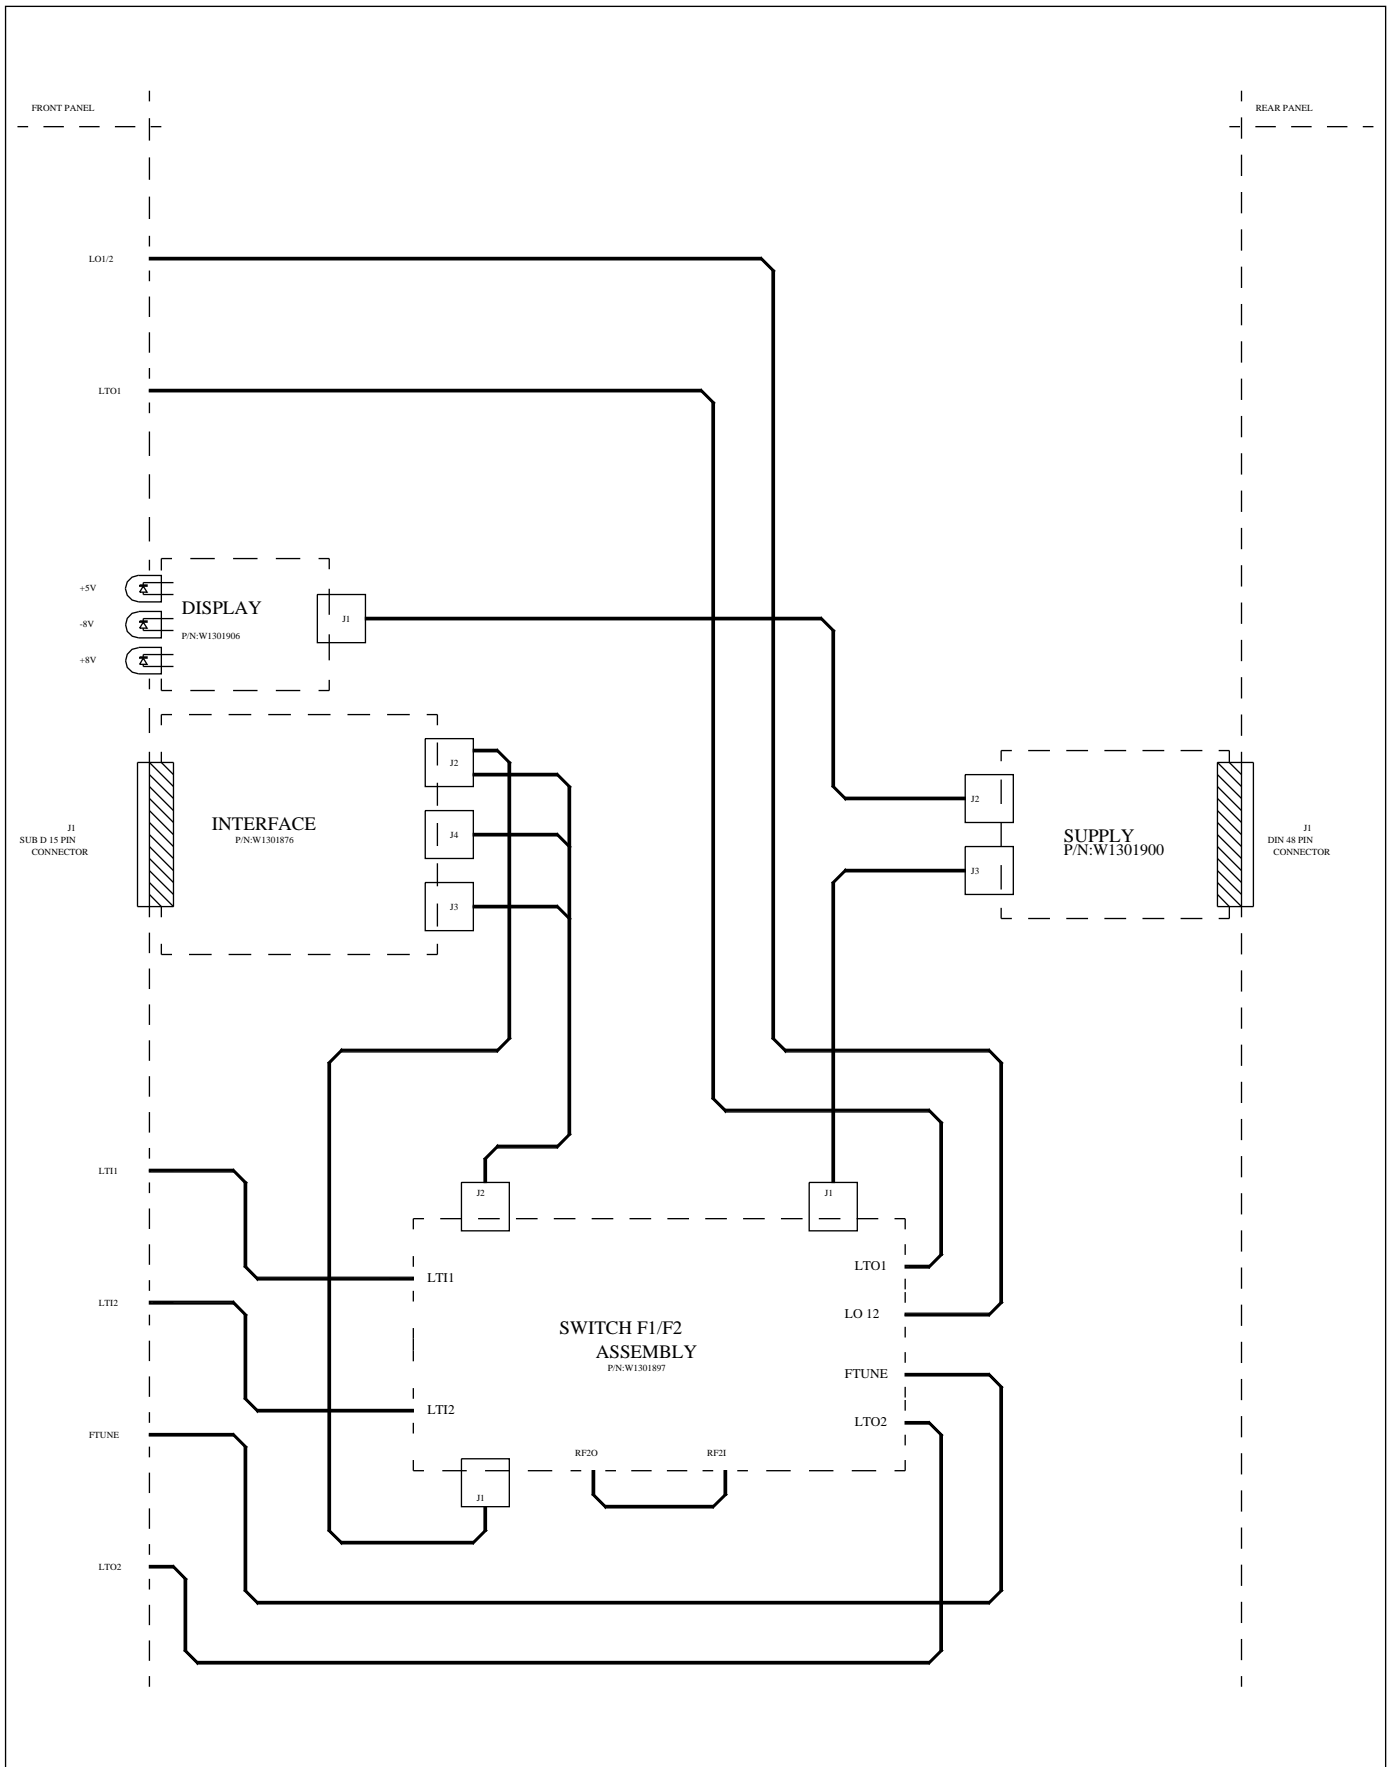 FRONT PANEL
REAR PANEL
LO1/2
LTO1
+5V
-8V
+8V
DISPLAY
P/N:W1301906
J1
J1
SUB D 15 PIN
CONNECTOR
INTERFACE
P/N:W1301876
J2
J4
J3
J2
J3
SUPPLY
P/N:W1301900
J1
DIN 48 PIN
CONNECTOR
LTI1
LTI2
FTUNE
LTO2
J2
J1
LTI1
LTI2
SWITCH F1/F2
ASSEMBLY
P/N:W1301897
LTO1
LO 12
FTUNE
LTO2
RF2O
RF2I
J1